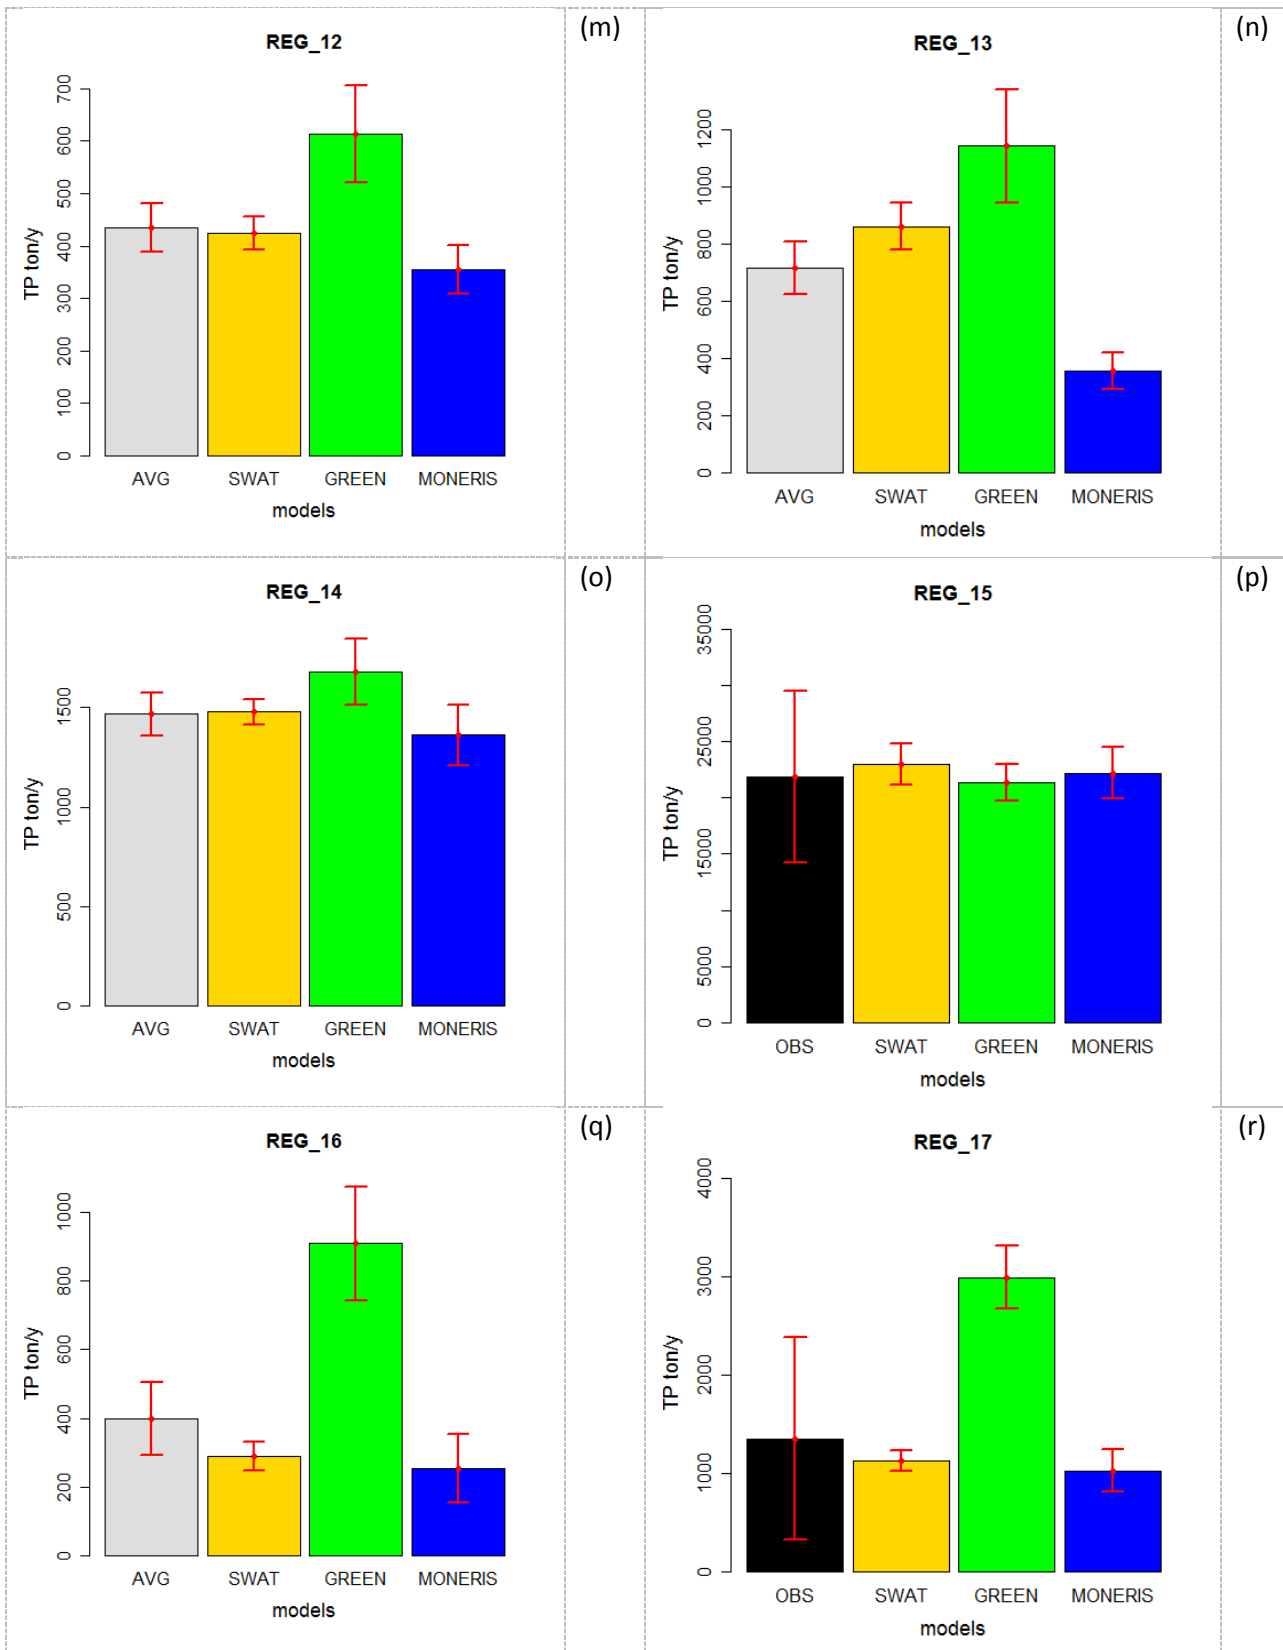 (m)
REG_12
TP ton/y
700
600
500
400
300
200
100
0
AVG SWAT GREEN MONERIS
models
(n)
REG_13
TP ton/y
1200
1000
800
600
400
200
0
AVG SWAT GREEN MONERIS
models
(o)
REG_14
TP ton/y
1500
1000
500
0
AVG SWAT GREEN MONERIS
models
(p)
REG_15
TP ton/y
35000
25000
15000
5000
0
OBS SWAT GREEN MONERIS
models
(q)
REG_16
TP ton/y
1000
800
600
400
200
0
AVG SWAT GREEN MONERIS
models
(r)
REG_17
TP ton/y
4000
3000
2000
1000
0
OBS SWAT GREEN MONERIS
models